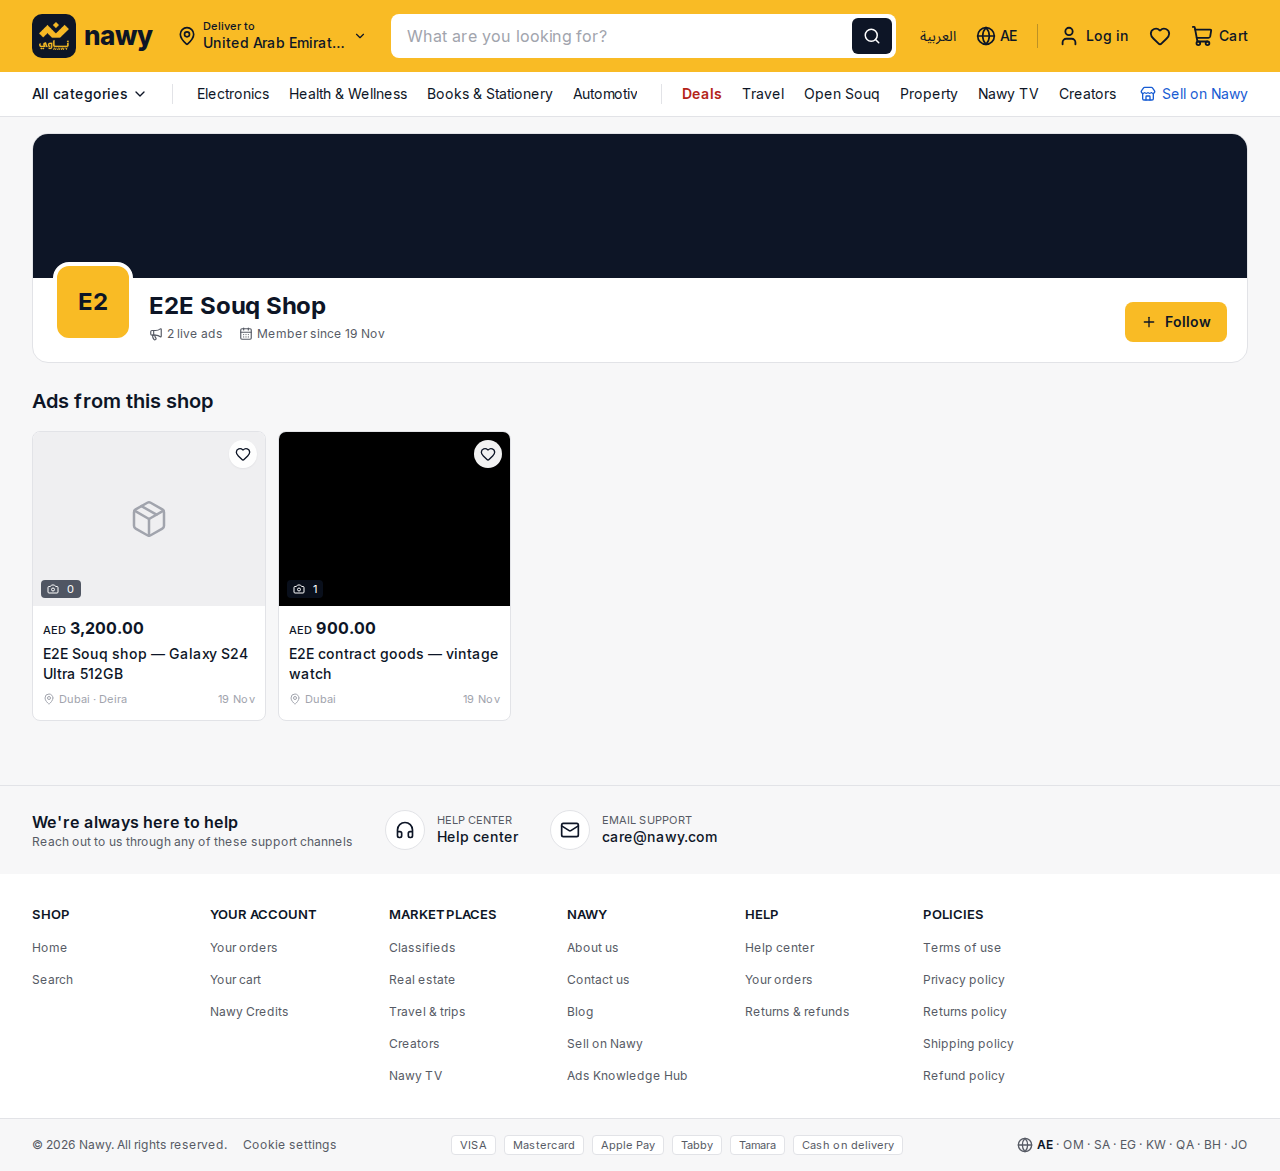 ناوي
NAWY
nawy
Deliver to
United Arab Emirat...
What are you looking for?
العربية
AE
Log in
Cart
All categories
Electronics
Health & Wellness
Books & Stationery
Automotiv
Deals
Travel
Open Souq
Property
Nawy TV
Creators
Sell on Nawy
E2
E2E Souq Shop
2 live ads
Member since 19 Nov
Follow
Ads from this shop
0
1
AED 3,200.00
AED 900.00
E2E Souq shop — Galaxy S24
Ultra 512GB
E2E contract goods — vintage
watch
Dubai · Deira
19 Nov
Dubai
19 Nov
We're always here to help
Reach out to us through any of these support channels
HELP CENTER
Help center
EMAIL SUPPORT
care@nawy.com
SHOP
Home
Search
YOUR ACCOUNT
Your orders
Your cart
Nawy Credits
MARKETPLACES
Classifieds
Real estate
Travel & trips
Creators
Nawy TV
NAWY
About us
Contact us
Blog
Sell on Nawy
Ads Knowledge Hub
HELP
Help center
Your orders
Returns & refunds
POLICIES
Terms of use
Privacy policy
Returns policy
Shipping policy
Refund policy
© 2026 Nawy. All rights reserved.
Cookie settings
VISA
Mastercard
Apple Pay
Tabby
Tamara
Cash on delivery
AE · OM · SA · EG · KW · QA · BH · JO